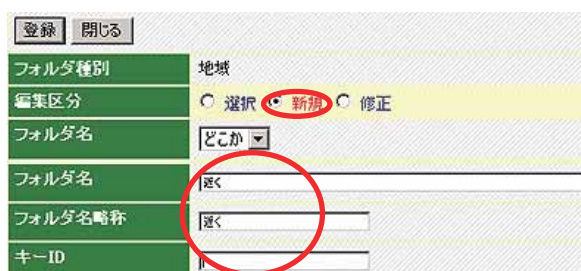 登録 閉じる
フォルダ種別 地域
編集区分 選択 新規 修正
フォルダ名 どこか
フォルダ名 遅く
フォルダ名略称 遅く
キーID